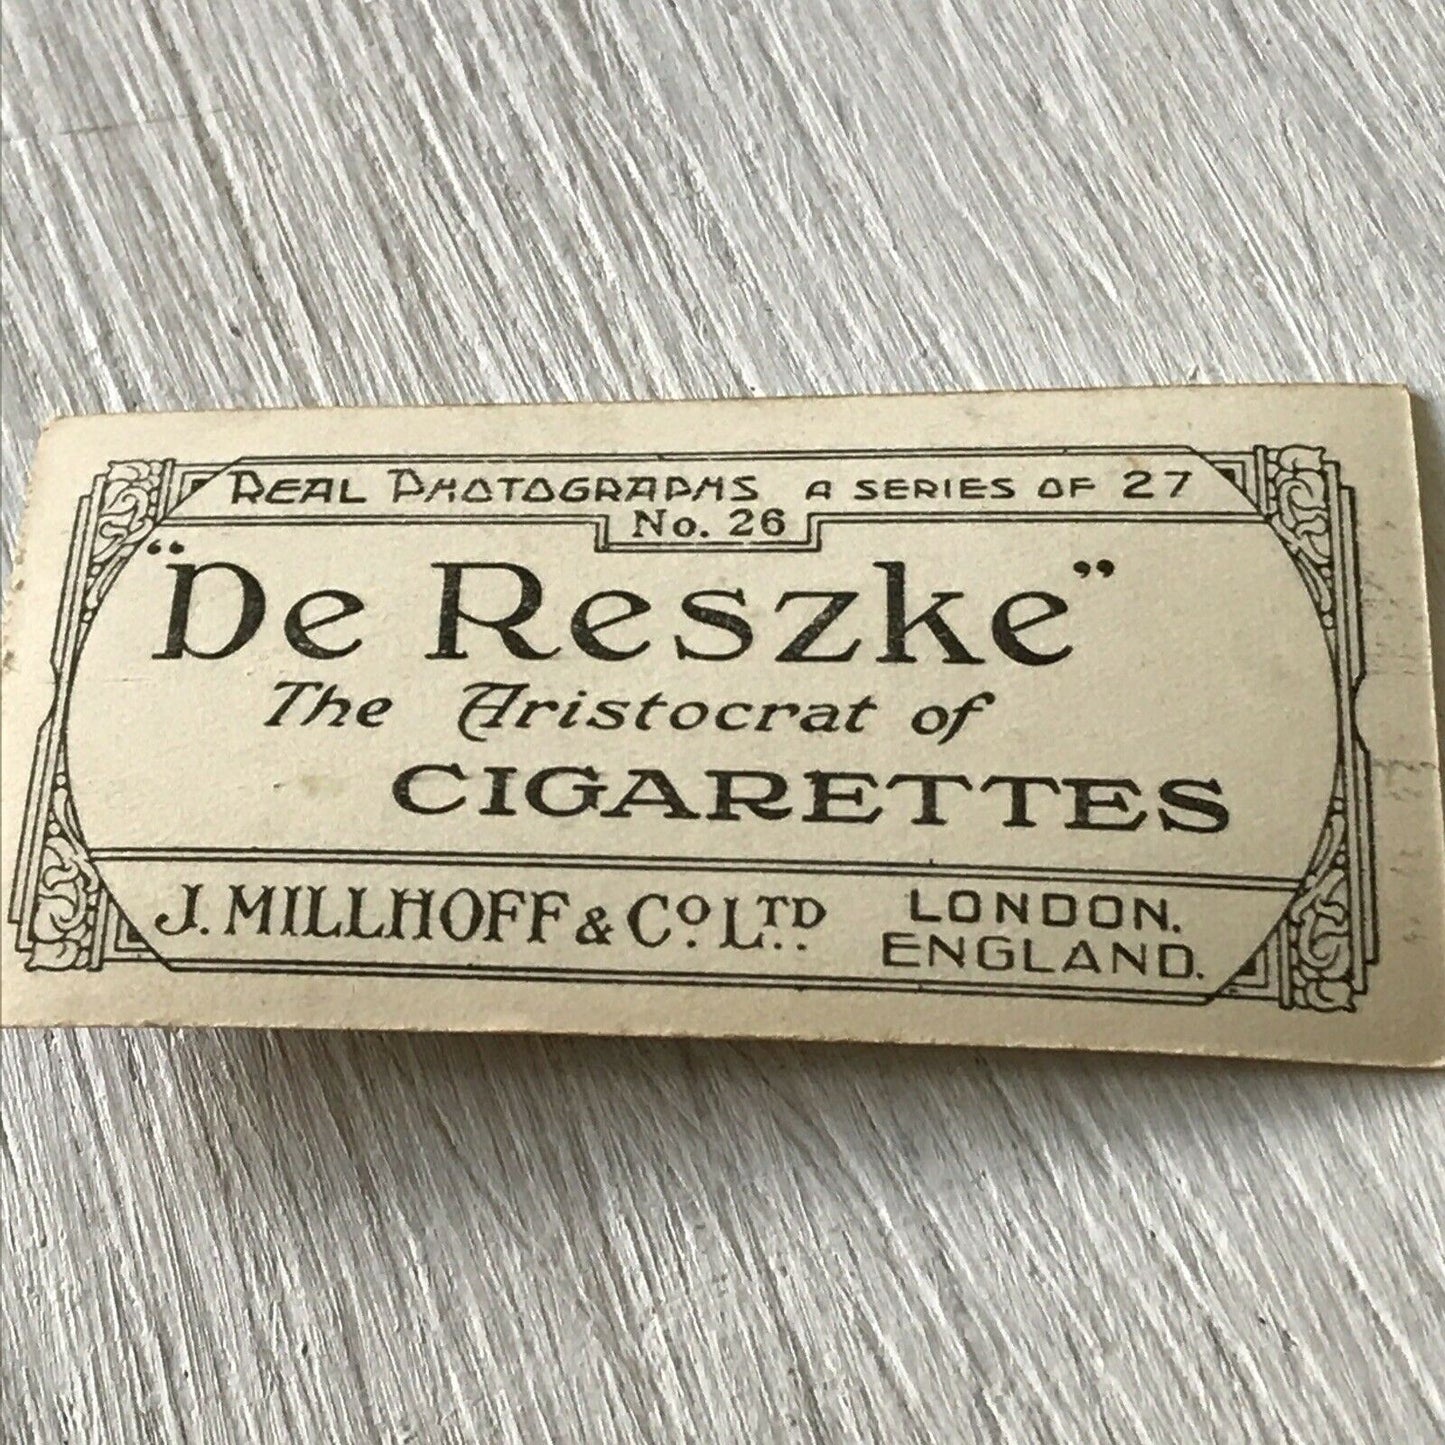 REAL PHOTOGRAPHS A SERIES OF 27
No. 26
"De Reszke"
The Aristocrat of
CIGARETTES
J. MILLHOFF & Co. LTD. LONDON.
ENGLAND.